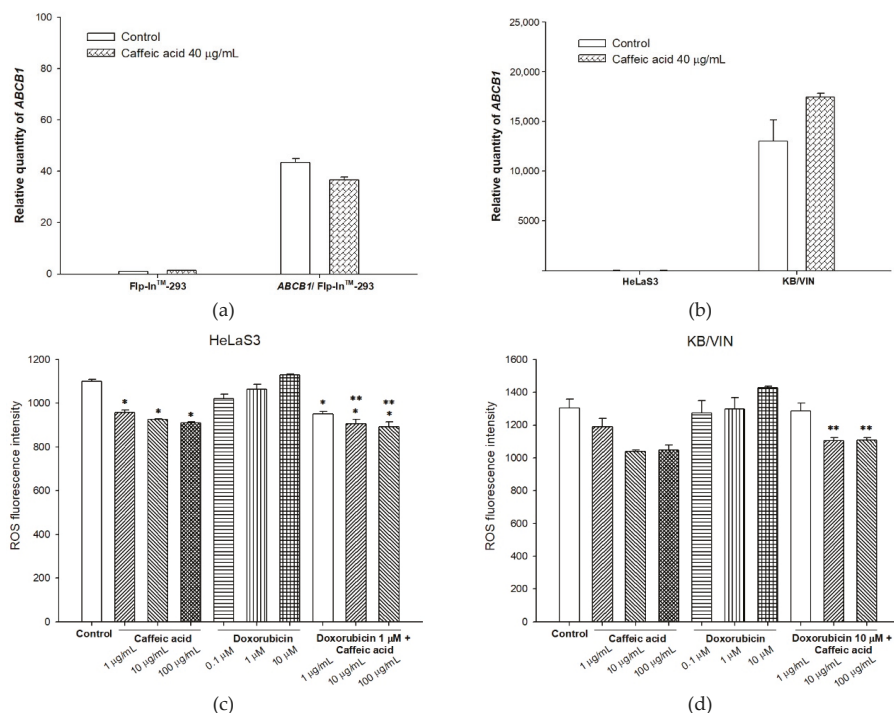 100
80
60
40
20
0
Relative quantity of ABCB1
Control
Caffeic acid 40 μg/mL
Flp-In™-293
ABCB1/ Flp-In™-293
(a)
25,000
20,000
15,000
10,000
5000
Relative quantity of ABCB1
Control
Caffeic acid 40 μg/mL
HeLaS3
KB/VIN
(b)
HeLaS3
1200
1000
800
600
400
200
0
ROS fluorescence intensity
* * * * ** * ** *
Control
Caffeic acid
Doxorubicin
Doxorubicin 1 μM +
Caffeic acid
1 μg/mL
10 μg/mL
100 μg/mL
0.1 μM
1 μM
10 μM
1 μg/mL
10 μg/mL
100 μg/mL
(c)
KB/VIN
1600
1400
1200
1000
800
600
400
200
0
ROS fluorescence intensity
** **
Control
Caffeic acid
Doxorubicin
Doxorubicin 10 μM +
Caffeic acid
1 μg/mL
10 μg/mL
100 μg/mL
0.1 μM
1 μM
10 μM
1 μg/mL
10 μg/mL
100 μg/mL
(d)